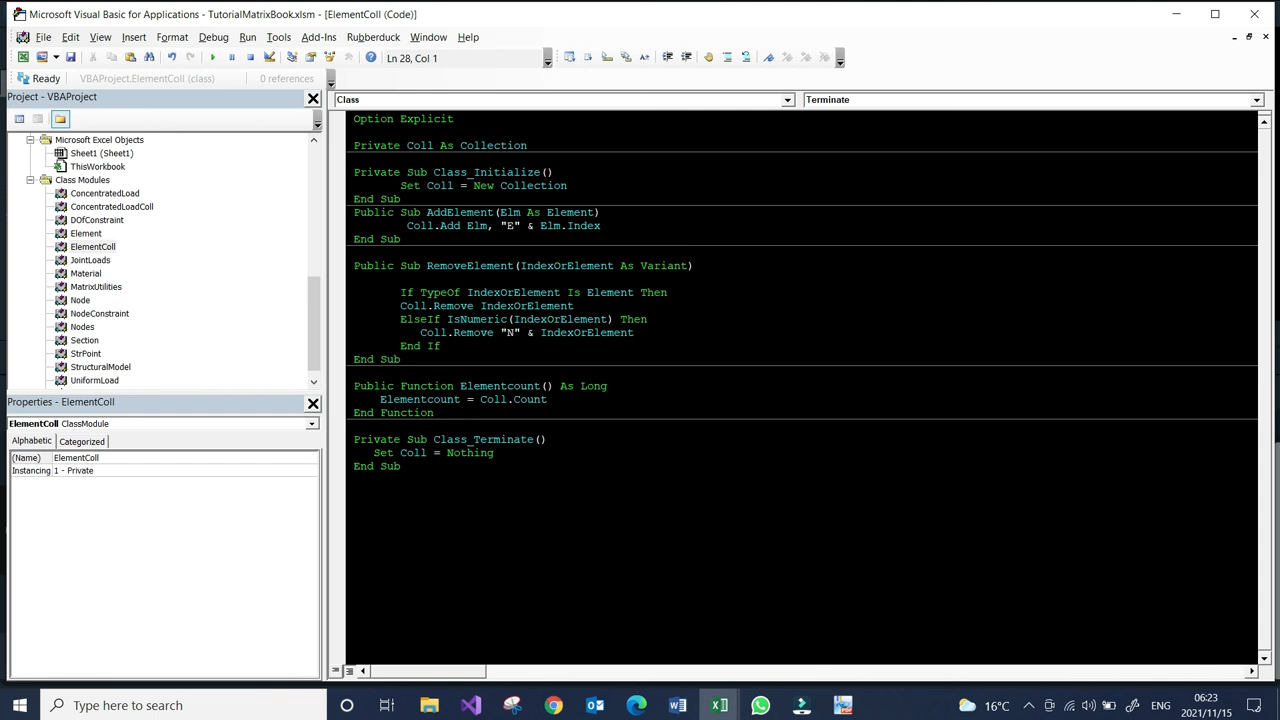 Microsoft Visual Basic for Applications - TutorialMatrixBook.xlsm - [ElementColl (Code)]
File Edit View Insert Format Debug Run Tools Add-Ins Rubberduck Window Help
Ln 28, Col 1
Ready VBAProject.ElementColl (class) 0 references
Project - VBAProject
Class Terminate
Microsoft Excel Objects
Sheet1 (Sheet1)
ThisWorkbook
Class Modules
ConcentratedLoad
ConcentratedLoadColl
DOfConstraint
Element
ElementColl
JointLoads
Material
MatrixUtilities
Node
NodeConstraint
Nodes
Section
StrPoint
StructuralModel
UniformLoad
Properties - ElementColl
ElementColl ClassModule
Alphabetic Categorized
(Name) ElementColl
Instancing 1 - Private
Option Explicit
Private Coll As Collection
Private Sub Class_Initialize()
Set Coll = New Collection
End Sub
Public Sub AddElement(Elm As Element)
Coll.Add Elm, "E" & Elm.Index
End Sub
Public Sub RemoveElement(IndexOrElement As Variant)
If TypeOf IndexOrElement Is Element Then
Coll.Remove IndexOrElement
ElseIf IsNumeric(IndexOrElement) Then
Coll.Remove "N" & IndexOrElement
End If
End Sub
Public Function Elementcount() As Long
Elementcount = Coll.Count
End Function
Private Sub Class_Terminate()
Set Coll = Nothing
End Sub
Type here to search
16°C
ENG
06:23
2021/11/15